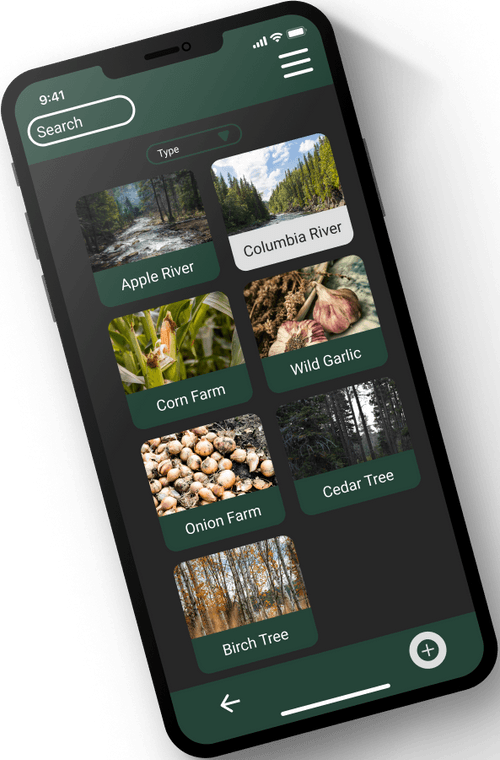 9:41
Search
Type
Apple River
Columbia River
Corn Farm
Wild Garlic
Onion Farm
Cedar Tree
Birch Tree